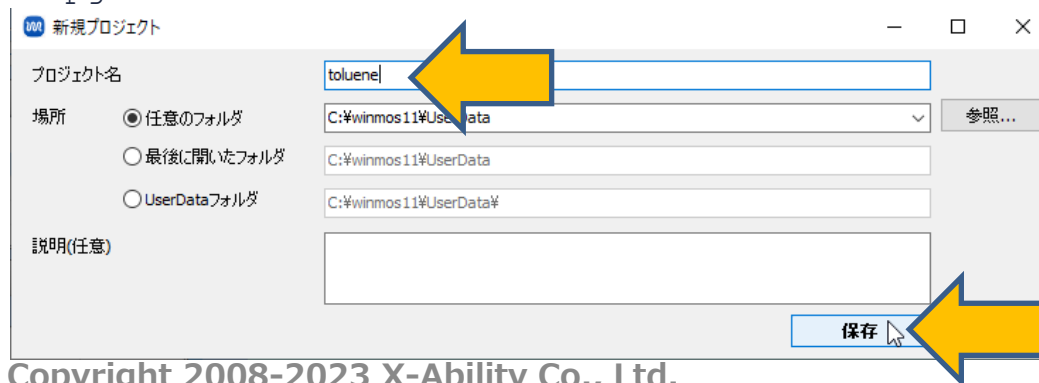 新規プロジェクト
プロジェクト名 toluene
場所 任意のフォルダ C:¥winmos11¥UserData 参照...
最後に開いたフォルダ C:¥winmos11¥UserData
UserDataフォルダ C:¥winmos11¥UserData¥
説明(任意)
保存
Copyright 2008-2023 X-Ability Co., Ltd.